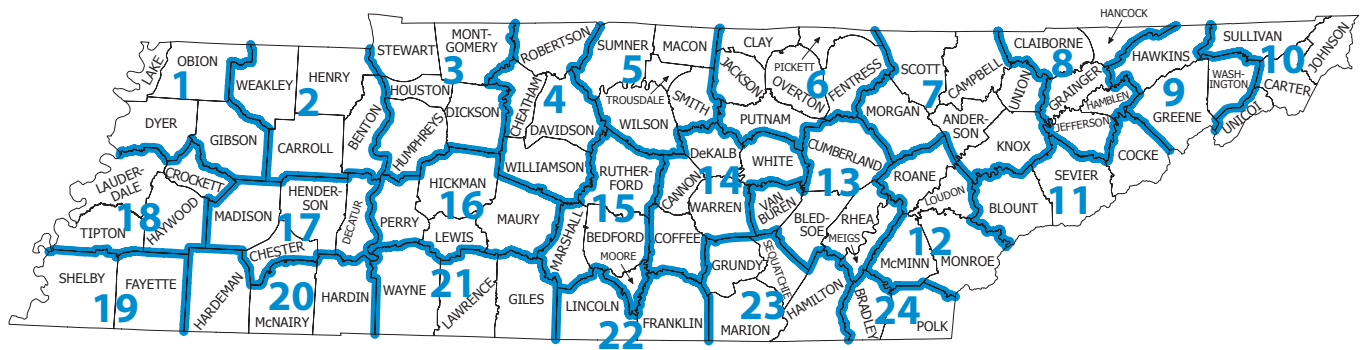 HANCOCK
STEWART
MONT-
GOMERY
ROBERTSON
SUMNER
MACON
CLAY
PICKETT
CLAIBORNE
SULLIVAN
JOHNSON
LAKE
OBION
WEAKLEY
HENRY
HOUSTON
3
5
JACKSON
OVERTON
6
FENTRESS
SCOTT
CAMPBELL
UNION
8
GRAINGER
HAWKINS
WASH-
INGTON
10
CARTER
1
2
BENTON
HUMPHREYS
DICKSON
CHEATHAM
4
DAVIDSON
TROUSDALE
SMITH
WILSON
PUTNAM
MORGAN
7
ANDER-
SON
HAMBLEN
JEFFERSON
9
GREENE
UNICOI
DYER
GIBSON
CARROLL
WILLIAMSON
RUTHER-
FORD
DeKALB
WHITE
CUMBERLAND
ROANE
KNOX
COCKE
LAUDER-
DALE
CROCKETT
HAYWOOD
18
TIPTON
MADISON
HENDER-
SON
17
CHESTER
DECATUR
PERRY
HICKMAN
16
LEWIS
MAURY
MARSHALL
15
BEDFORD
MOORE
CANNON
14
WARREN
COFFEE
VAN
BUREN
13
BLED-
SOE
RHEA
MEIGS
LOUDON
BLOUNT
SEVIER
11
12
McMINN
MONROE
SHELBY
19
FAYETTE
HARDEMAN
20
McNAIRY
HARDIN
WAYNE
21
LAWRENCE
GILES
LINCOLN
22
FRANKLIN
GRUNDY
SEQUATCHIE
23
MARION
HAMILTON
BRADLEY
24
POLK